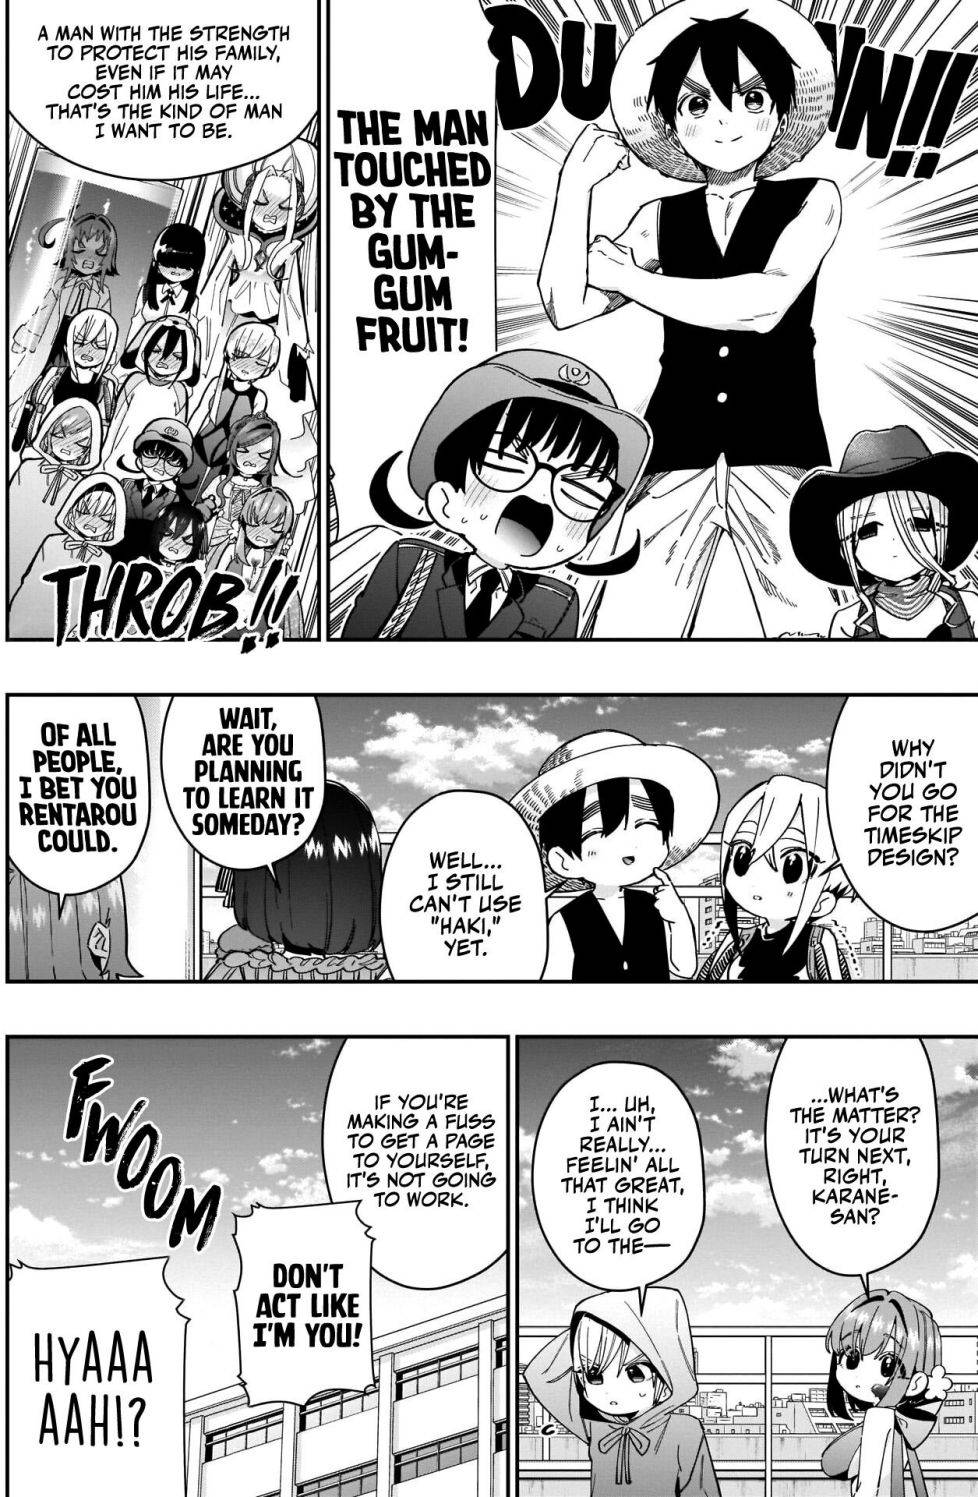 DU
N!!
THE MAN
TOUCHED
BY THE
GUM-
GUM
FRUIT!
A MAN WITH THE STRENGTH
TO PROTECT HIS FAMILY,
EVEN IF IT MAY
COST HIM HIS LIFE...
THAT'S THE KIND OF MAN
I WANT TO BE.
THROB!!
WHY
DIDN'T
YOU GO
FOR THE
TIMESKIP
DESIGN?
WELL...
I STILL
CAN'T USE
"HAKI,"
YET.
WAIT,
ARE YOU
PLANNING
TO LEARN IT
SOMEDAY?
OF ALL
PEOPLE,
I BET YOU
RENTAROU
COULD.
...WHAT'S
THE MATTER?
IT'S YOUR
TURN NEXT,
RIGHT,
KARANE-
SAN?
I... UH,
I AIN'T
REALLY...
FEELIN' ALL
THAT GREAT,
I THINK
I'LL GO
TO THE—
IF YOU'RE
MAKING A FUSS
TO GET A PAGE
TO YOURSELF,
IT'S NOT GOING
TO WORK.
DON'T
ACT LIKE
I'M YOU!
FWOOM
HYAAA
AAH!?